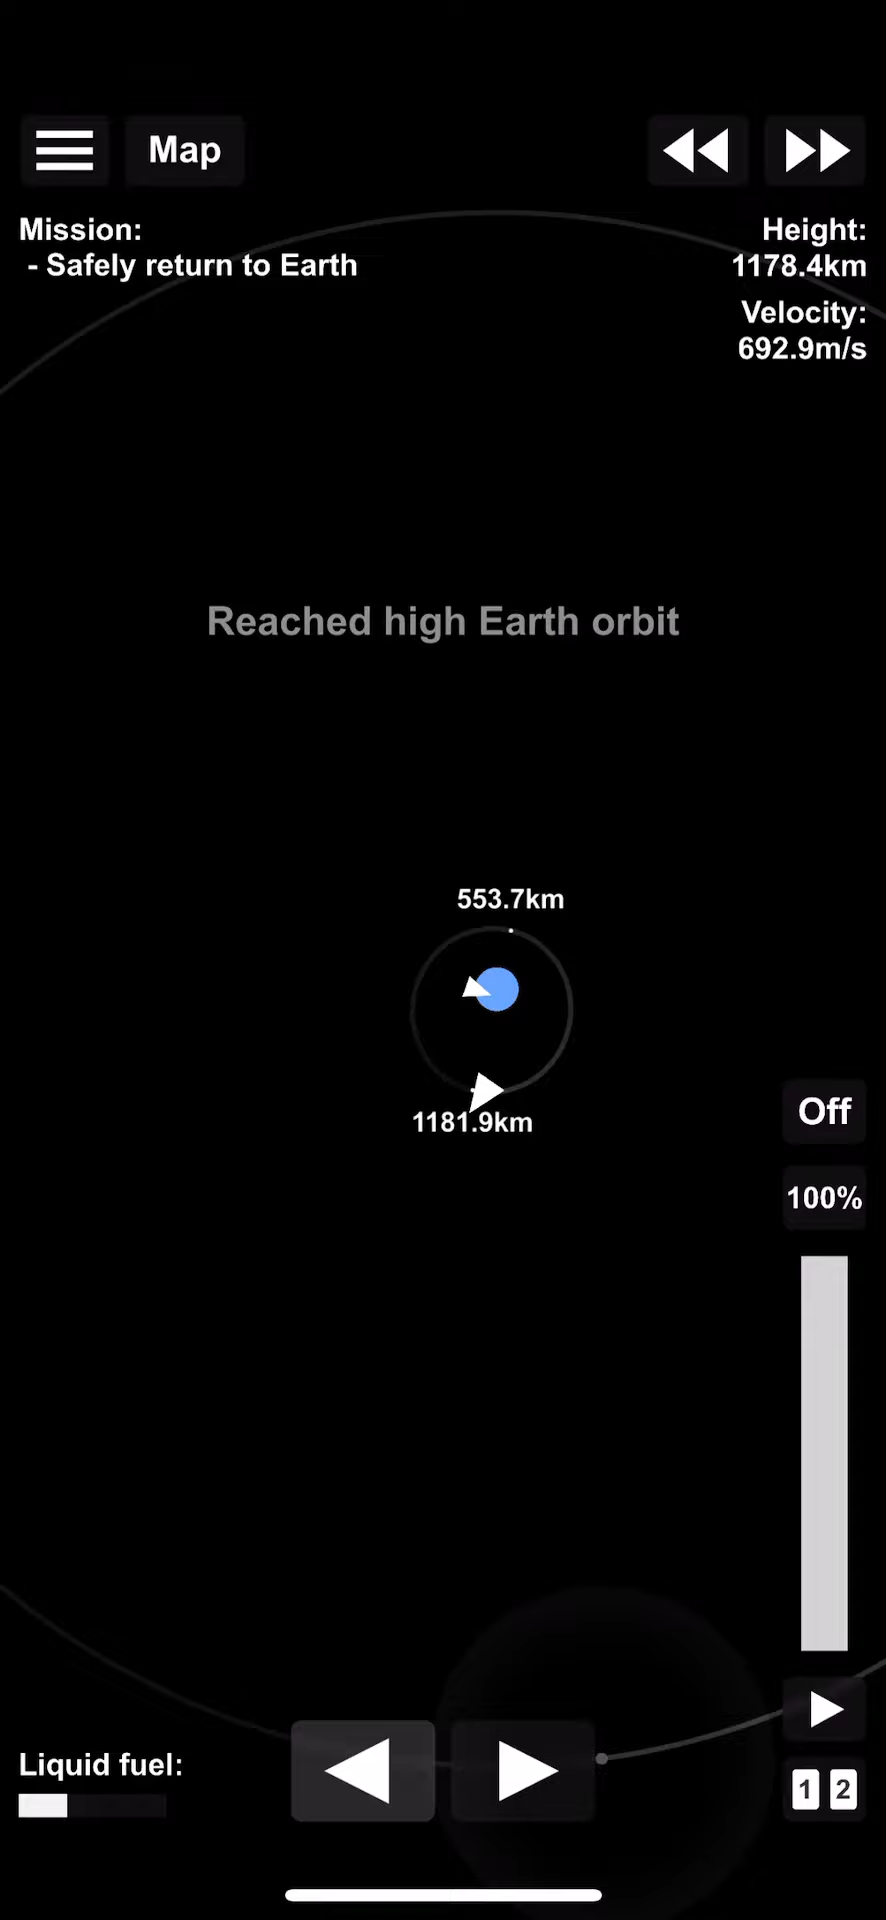 Map
Mission:
- Safely return to Earth
Height:
1178.4km
Velocity:
692.9m/s
Reached high Earth orbit
553.7km
1181.9km
Off
100%
Liquid fuel:
1 2